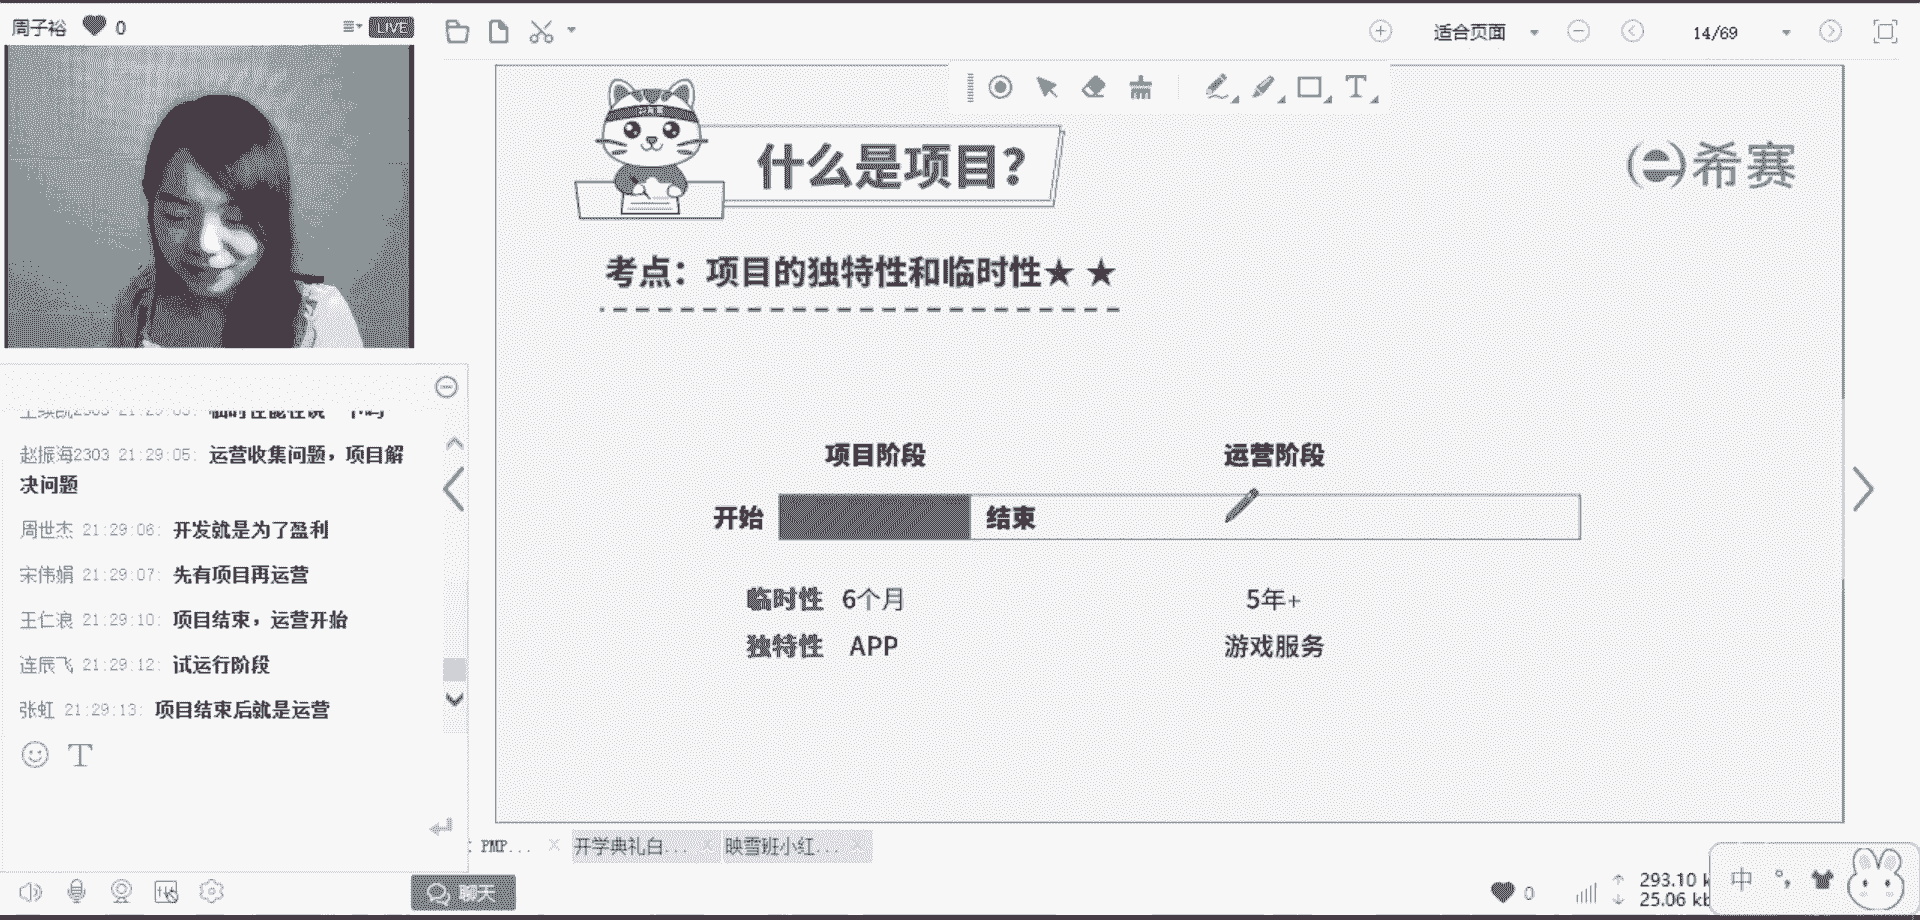 周子裕 0 LIVE
适合页面 14/69
什么是项目？
希赛
考点：项目的独特性和临时性★ ★
项目阶段 运营阶段
开始 结束
临时性 6个月 5年+
独特性 APP 游戏服务
赵振海2303 21:29:05: 运营收集问题，项目解
决问题
周世杰 21:29:06: 开发就是为了盈利
宋伟娟 21:29:07: 先有项目再运营
王仁浪 21:29:10: 项目结束，运营开始
连辰飞 21:29:12: 试运行阶段
张虹 21:29:13: 项目结束后就是运营
PMP... 开学典礼白... 映雪班小红...
聊天
0 293.10 k
25.06 kb
中